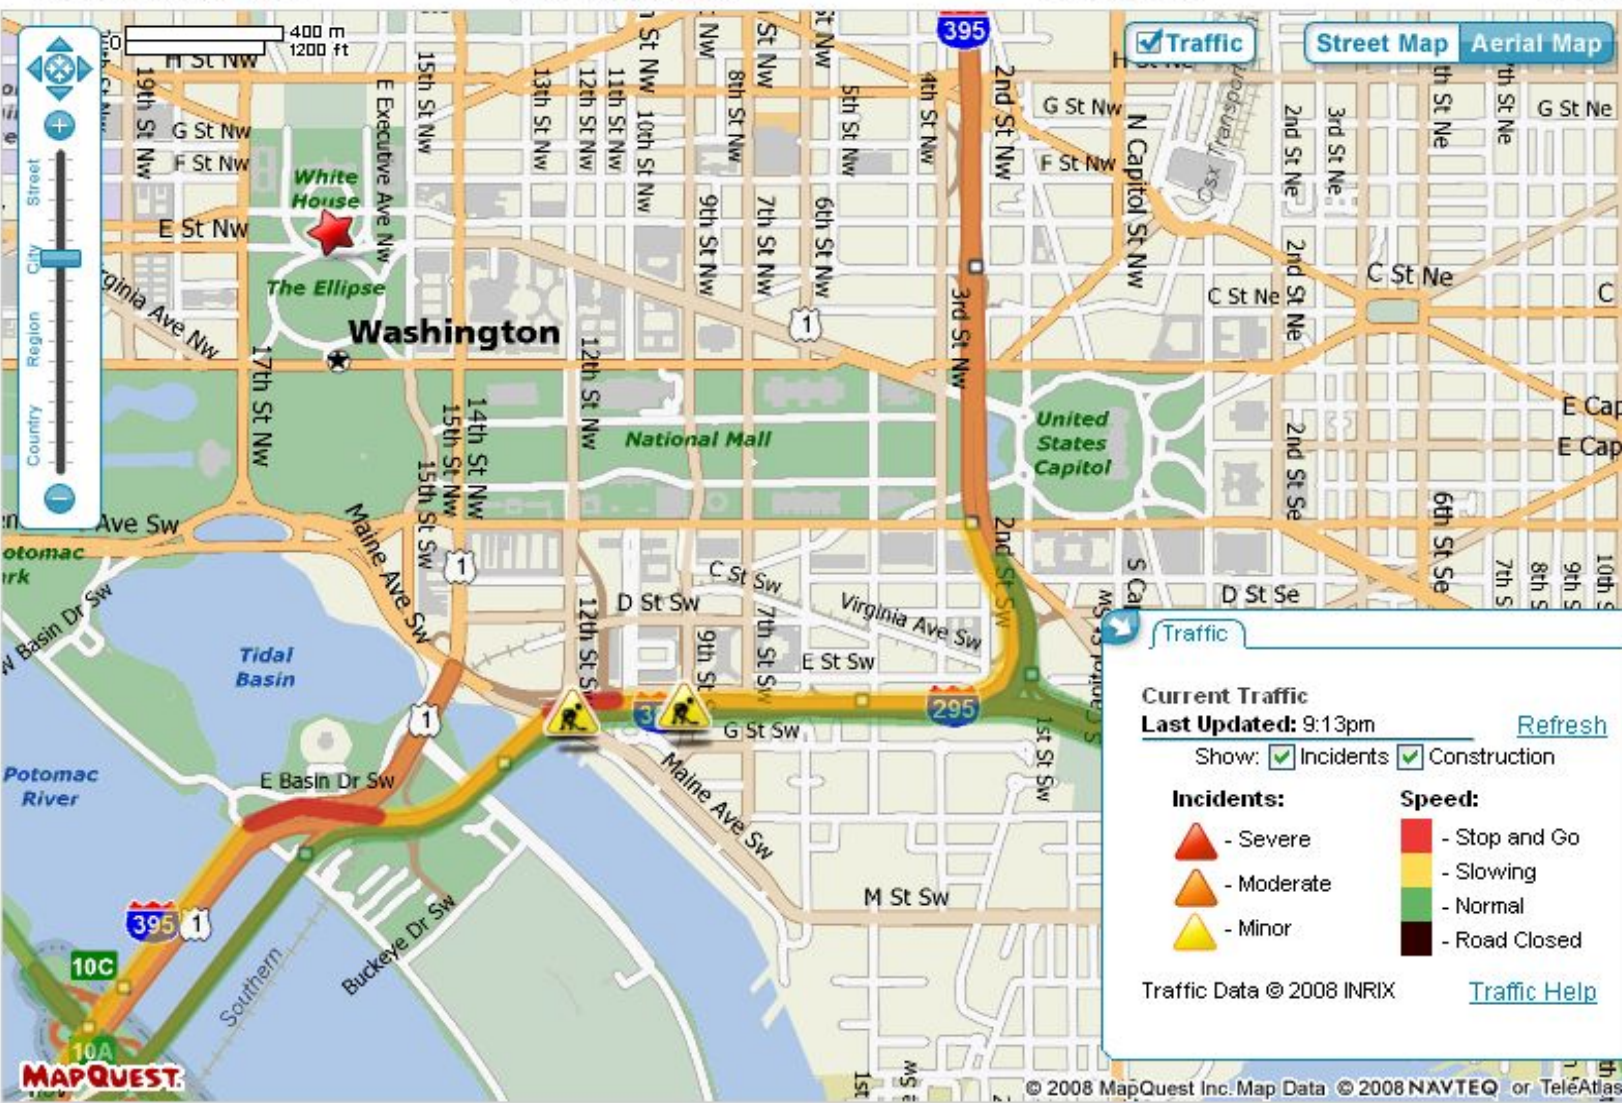 400 m
1200 ft
0
Traffic
Street Map
Aerial Map
395
H St Nw
19th St Nw
G St Nw
F St Nw
E St Nw
E Executive Ave Nw
15th St Nw
13th St Nw
12th St Nw
11th St Nw
10th St Nw
8th St Nw
5th St Nw
4th St Nw
2nd St Nw
G St Nw
F St Nw
N Capitol St Nw
Csx Transport
2nd St Ne
3rd St Ne
G St Ne
Street
City
Region
Country
White
House
The Ellipse
Washington
9th St Nw
7th St Nw
6th St Nw
1
3rd St Nw
C St Ne
2nd St Ne
C St Ne
C
17th St Nw
12th St Nw
14th St Nw
15th St Nw
15th St Sw
National Mall
United
States
Capitol
E Cap
E Cap
2nd St Se
6th St Se
Ave Sw
Maine Ave Sw
1
C St Sw
D St Sw
Virginia Ave Sw
2nd St Sw
S Cap
D St Se
7th S
8th S
9th S
10th S
W Basin Dr Sw
Tidal
Basin
12th St Sw
9th St
7th St Sw
E St Sw
295
G St Sw
1st St Sw
1
E Basin Dr Sw
Potomac
River
Maine Ave Sw
M St Sw
395
1
10C
10A
Southern
Buckeye Dr Sw
1st
Traffic
Current Traffic
Last Updated: 9:13pm
Refresh
Show: Incidents Construction
Incidents:
Speed:
- Severe
- Moderate
- Minor
- Stop and Go
- Slowing
- Normal
- Road Closed
Traffic Data © 2008 INRIX
Traffic Help
MAPQUEST.
© 2008 MapQuest Inc. Map Data © 2008 NAVTEQ or TeleAtlas